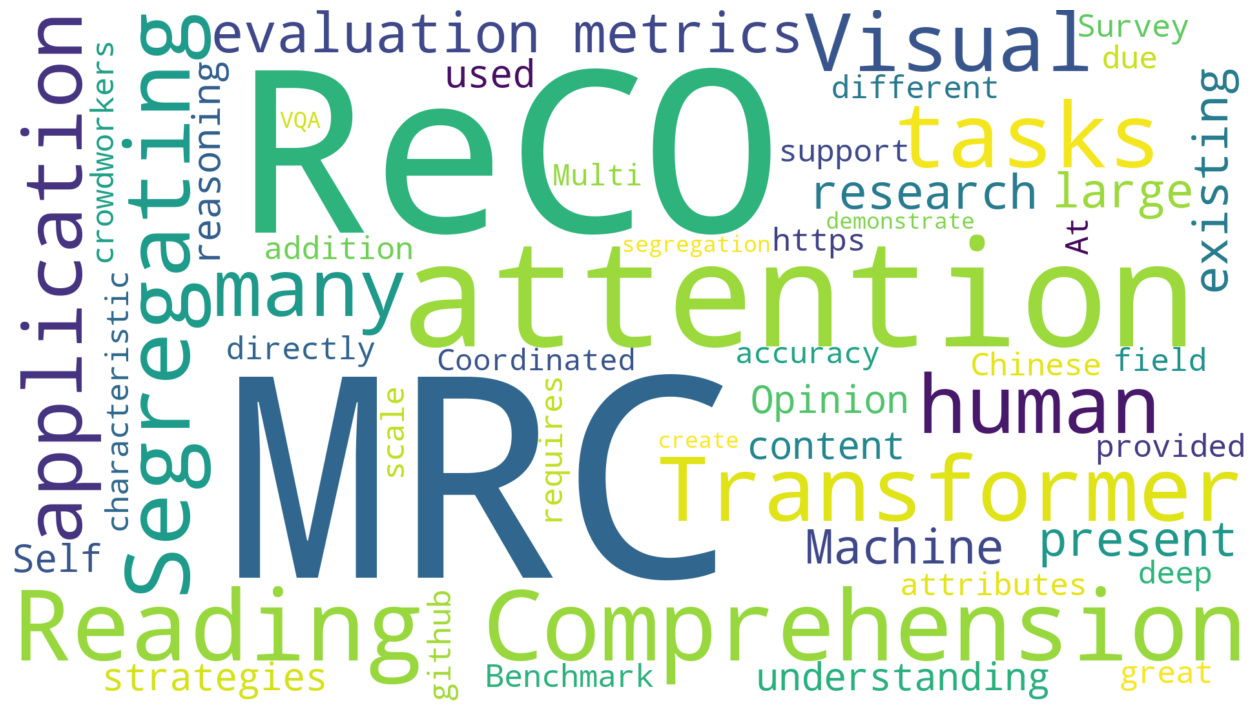 evaluation metrics
Visual
Survey
used
due
different
ReCO
VQA
Multi
tasks
support
research
large
existing
application
crowdworkers
Segregating
reasoning
addition
segregation
https
demonstrate
At
many
attention
characteristic
directly
Coordinated
accuracy
Chinese
field
MRC
scale
requires
Opinion
human
create
content
provided
Transformer
Self
Machine
present
deep
attributes
Reading
github
Comprehension
strategies
Benchmark
understanding
great